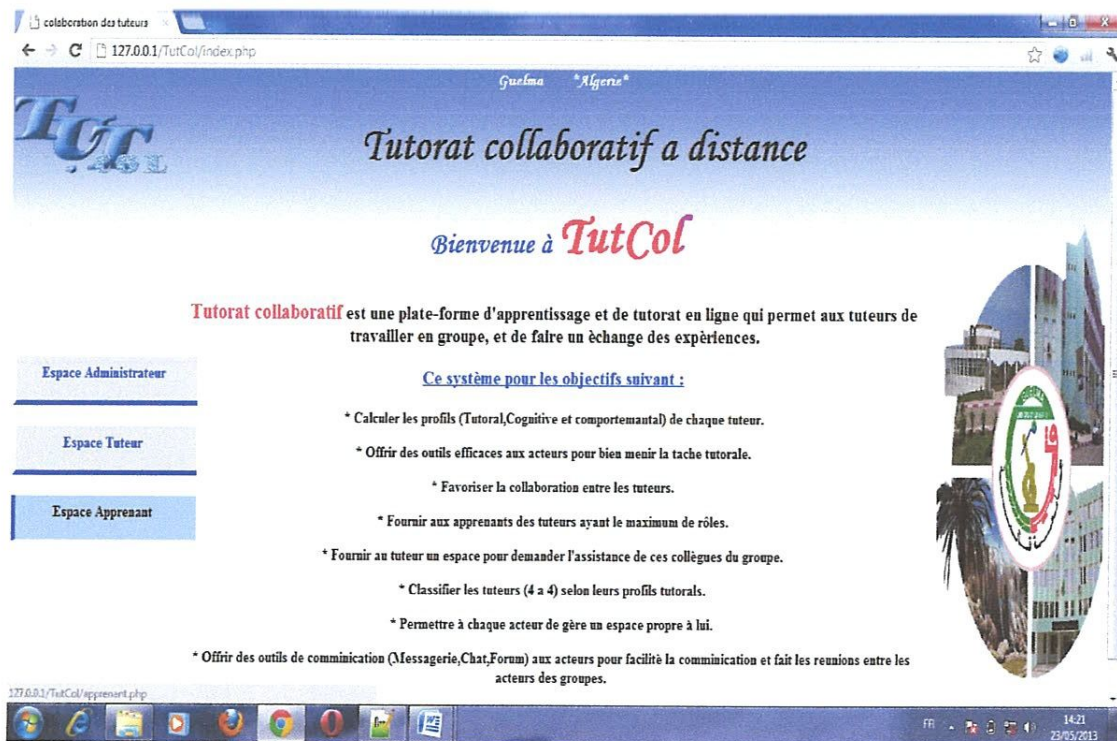 colaboration des tuteurs
127.0.0.1/TutCol/index.php
Guelma *Algerie*
TUT.COL
Tutorat collaboratif a distance
Bienvenue à TutCol
Tutorat collaboratif est une plate-forme d'apprentissage et de tutorat en ligne qui permet aux tuteurs de
travailler en groupe, et de faire un èchange des expèriences.
Espace Administrateur
Espace Tuteur
Espace Apprenant
Ce système pour les objectifs suivant :
* Calculer les profils (Tutoral,Cognitive et comportemantal) de chaque tuteur.
* Offrir des outils efficaces aux acteurs pour bien menir la tache tutorale.
* Favoriser la collaboration entre les tuteurs.
* Fournir aux apprenants des tuteurs ayant le maximum de rôles.
* Fournir au tuteur un espace pour demander l'assistance de ces collègues du groupe.
* Classifier les tuteurs (4 a 4) selon leurs profils tutorals.
* Permettre à chaque acteur de gère un espace propre à lui.
* Offrir des outils de comminication (Messagerie,Chat,Forum) aux acteurs pour facilitè la comminication et fait les reunions entre les
acteurs des groupes.
127.0.0.1/TutCol/apprenant.php
FR
14:21
23/05/2013